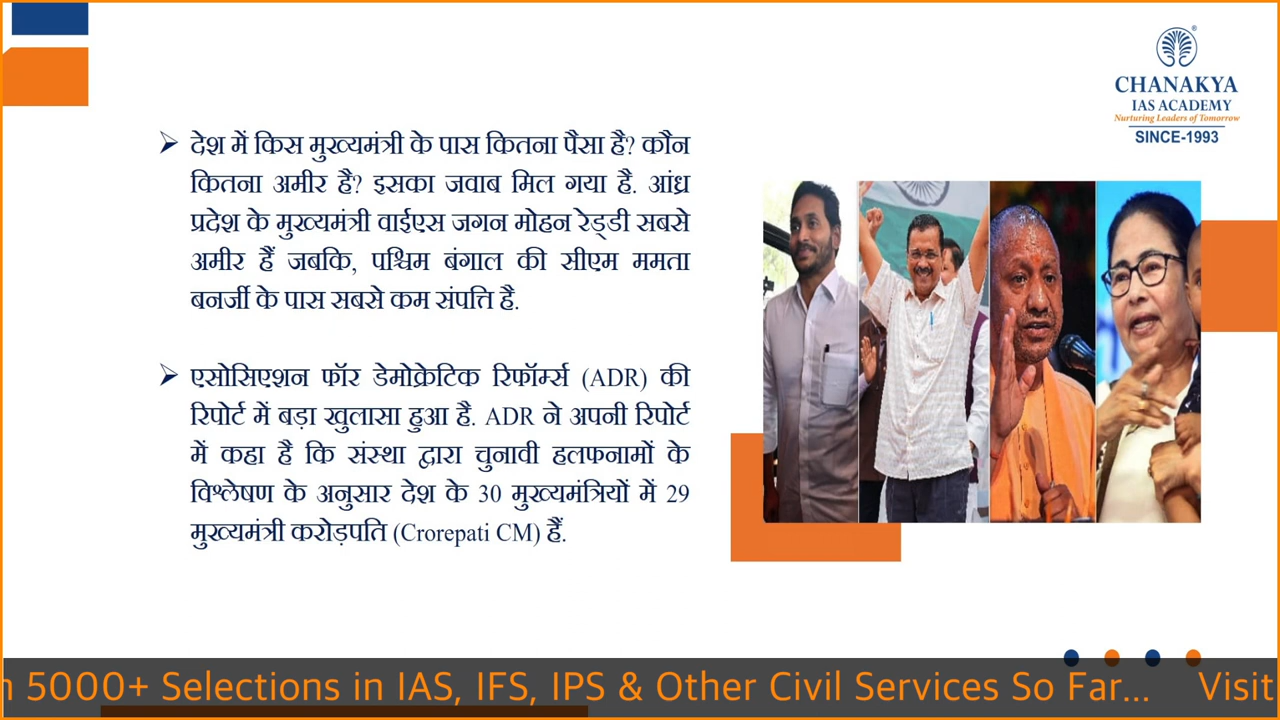 CHANAKYA
IAS ACADEMY
Nurturing Leaders of Tomorrow
SINCE-1993
➢ देश में किस मुख्यमंत्री के पास कितना पैसा है? कौन
कितना अमीर है? इसका जवाब मिल गया है. आंध्र
प्रदेश के मुख्यमंत्री वाईएस जगन मोहन रेड्डी सबसे
अमीर हैं जबकि, पश्चिम बंगाल की सीएम ममता
बनर्जी के पास सबसे कम संपत्ति है.
➢ एसोसिएशन फॉर डेमोक्रेटिक रिफॉर्म्स (ADR) की
रिपोर्ट में बड़ा खुलासा हुआ है. ADR ने अपनी रिपोर्ट
में कहा है कि संस्था द्वारा चुनावी हलफनामों के
विश्लेषण के अनुसार देश के 30 मुख्यमंत्रियों में 29
मुख्यमंत्री करोड़पति (Crorepati CM) हैं.
5000+ Selections in IAS, IFS, IPS & Other Civil Services So Far... Visit